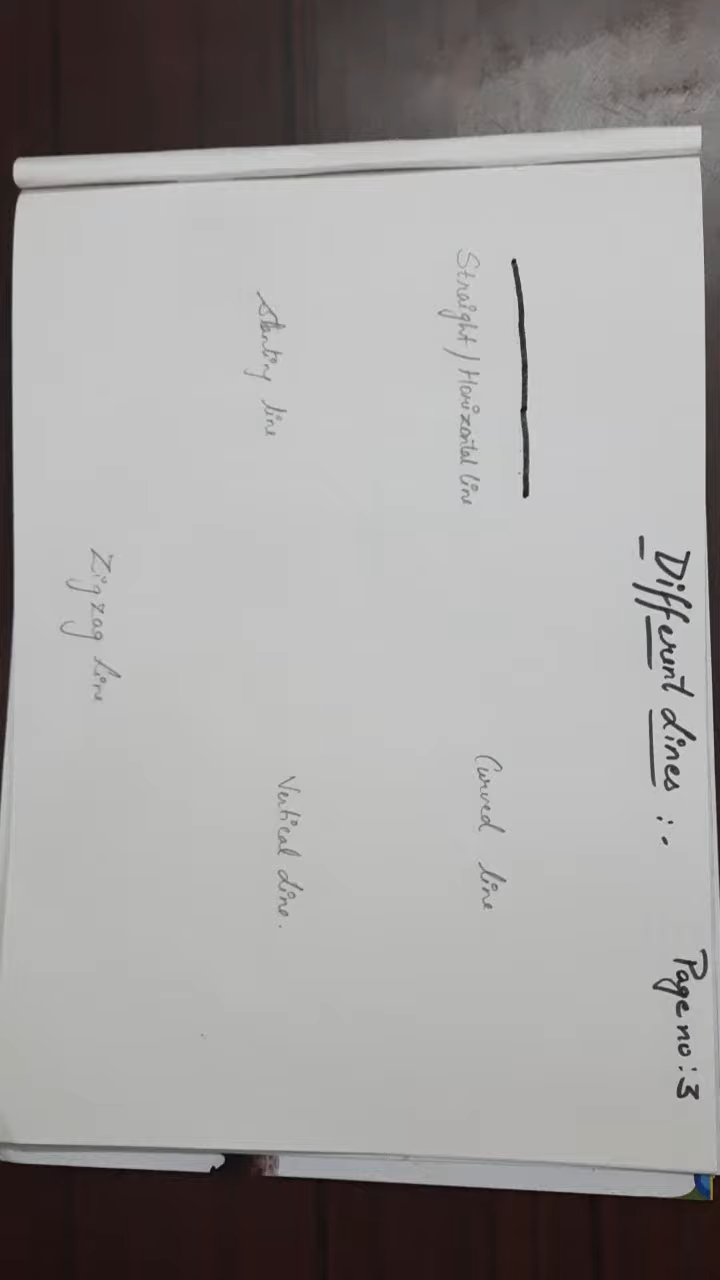 Different Lines :-
Page no: 3
Straight / Horizontal line
Curved line
Slanting line
Vertical Line.
Zigzag line